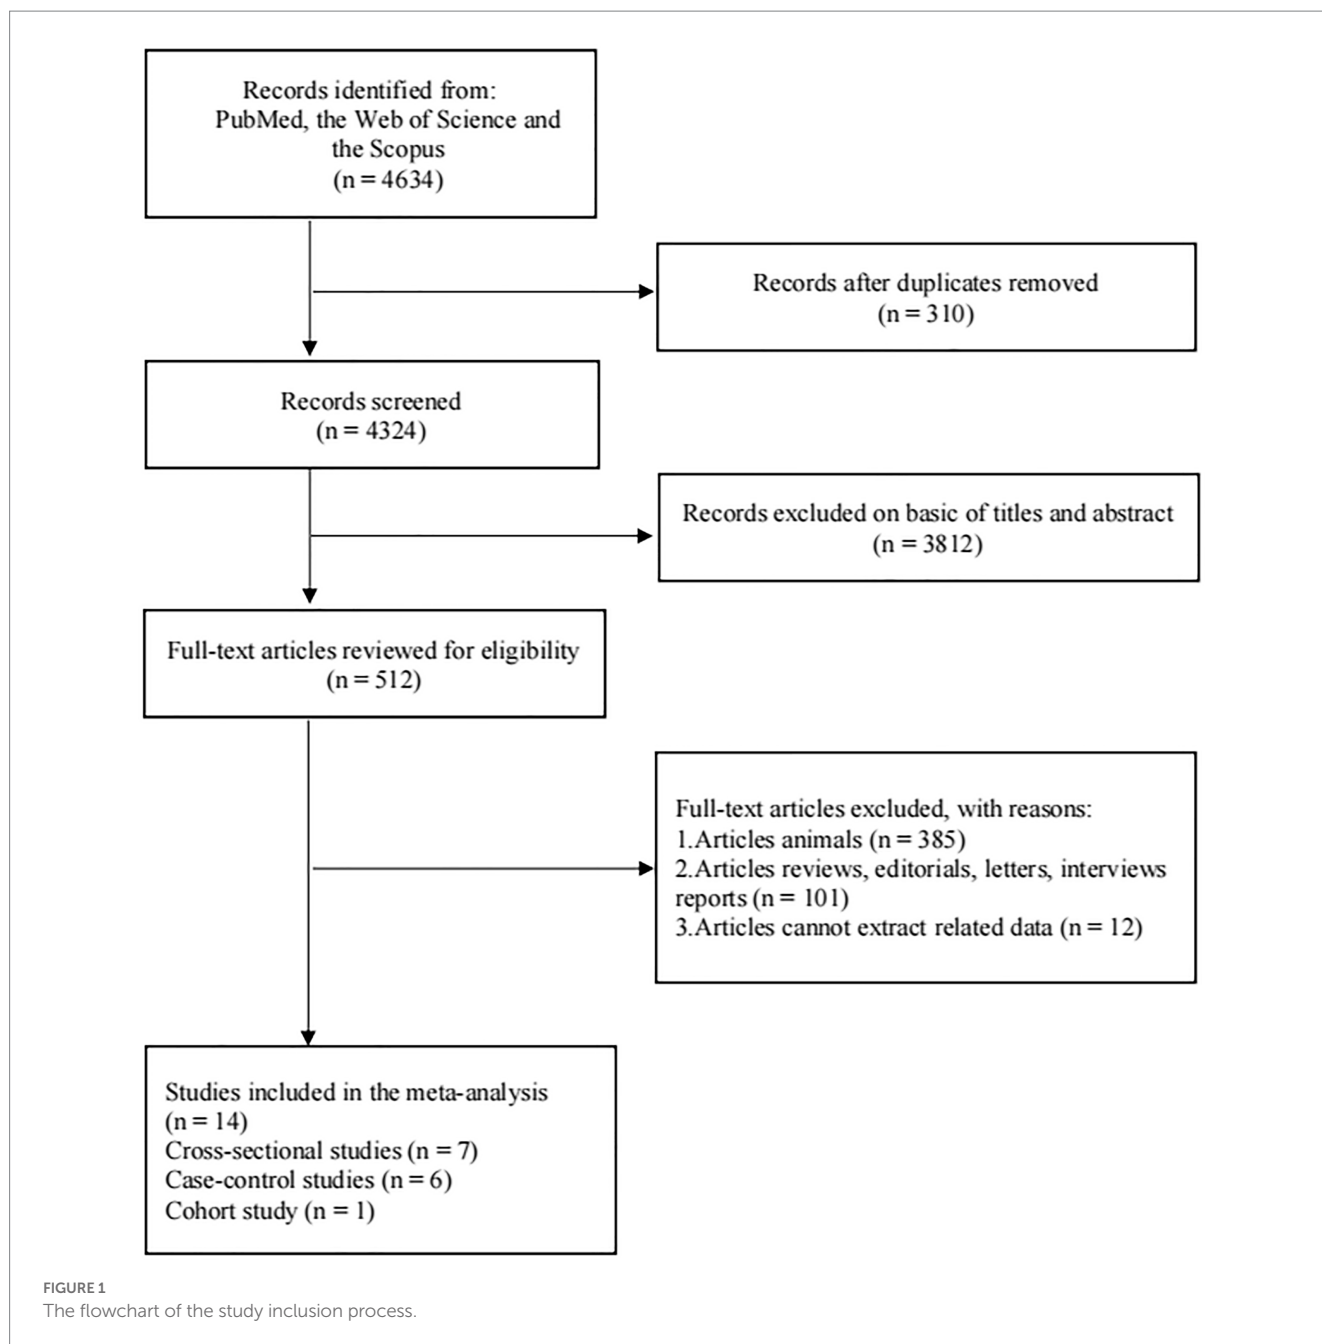 Records identified from:
PubMed, the Web of Science and
the Scopus
(n = 4634)
Records after duplicates removed
(n = 310)
Records screened
(n = 4324)
Records excluded on basic of titles and abstract
(n = 3812)
Full-text articles reviewed for eligibility
(n = 512)
Full-text articles excluded, with reasons:
1.Articles animals (n = 385)
2.Articles reviews, editorials, letters, interviews
reports (n = 101)
3.Articles cannot extract related data (n = 12)
Studies included in the meta-analysis
(n = 14)
Cross-sectional studies (n = 7)
Case-control studies (n = 6)
Cohort study (n = 1)
FIGURE 1
The flowchart of the study inclusion process.